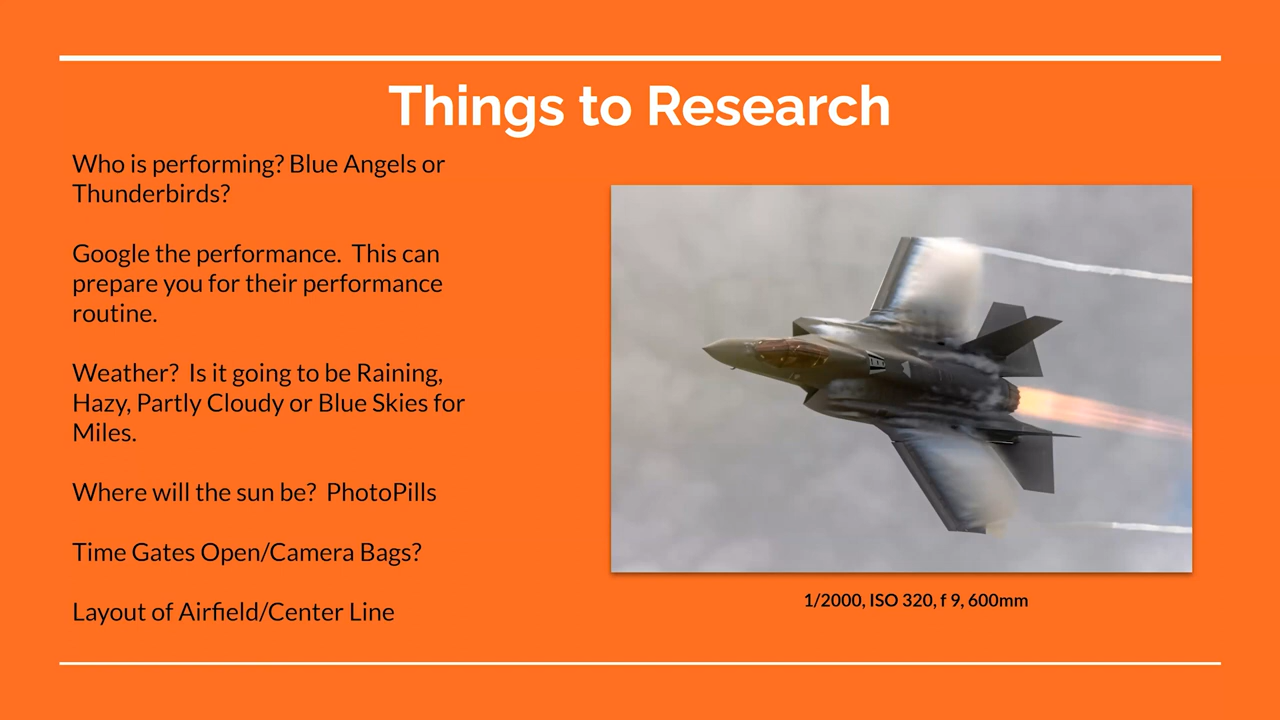 Things to Research
Who is performing? Blue Angels or
Thunderbirds?
Google the performance.  This can
prepare you for their performance
routine.
Weather?  Is it going to be Raining,
Hazy, Partly Cloudy or Blue Skies for
Miles.
Where will the sun be?  PhotoPills
Time Gates Open/Camera Bags?
Layout of Airfield/Center Line
1/2000, ISO 320, f 9, 600mm